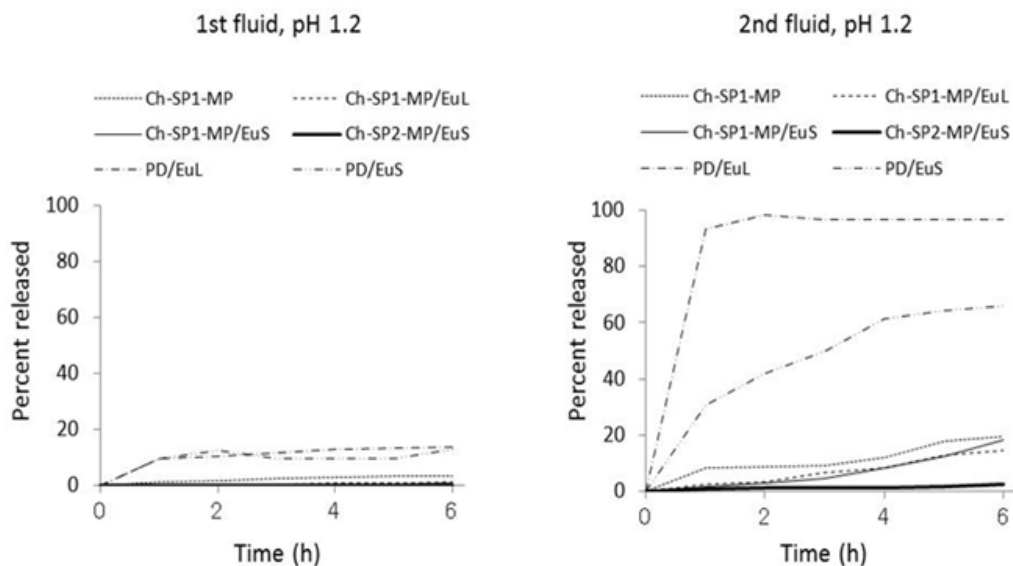 1st fluid, pH 1.2
Ch-SP1-MP
Ch-SP1-MP/EuL
Ch-SP1-MP/EuS
Ch-SP2-MP/EuS
PD/EuL
PD/EuS
Percent released
100
80
60
40
20
0
0
2
4
6
Time (h)
2nd fluid, pH 1.2
Ch-SP1-MP
Ch-SP1-MP/EuL
Ch-SP1-MP/EuS
Ch-SP2-MP/EuS
PD/EuL
PD/EuS
Percent released
100
80
60
40
20
0
0
2
4
6
Time (h)